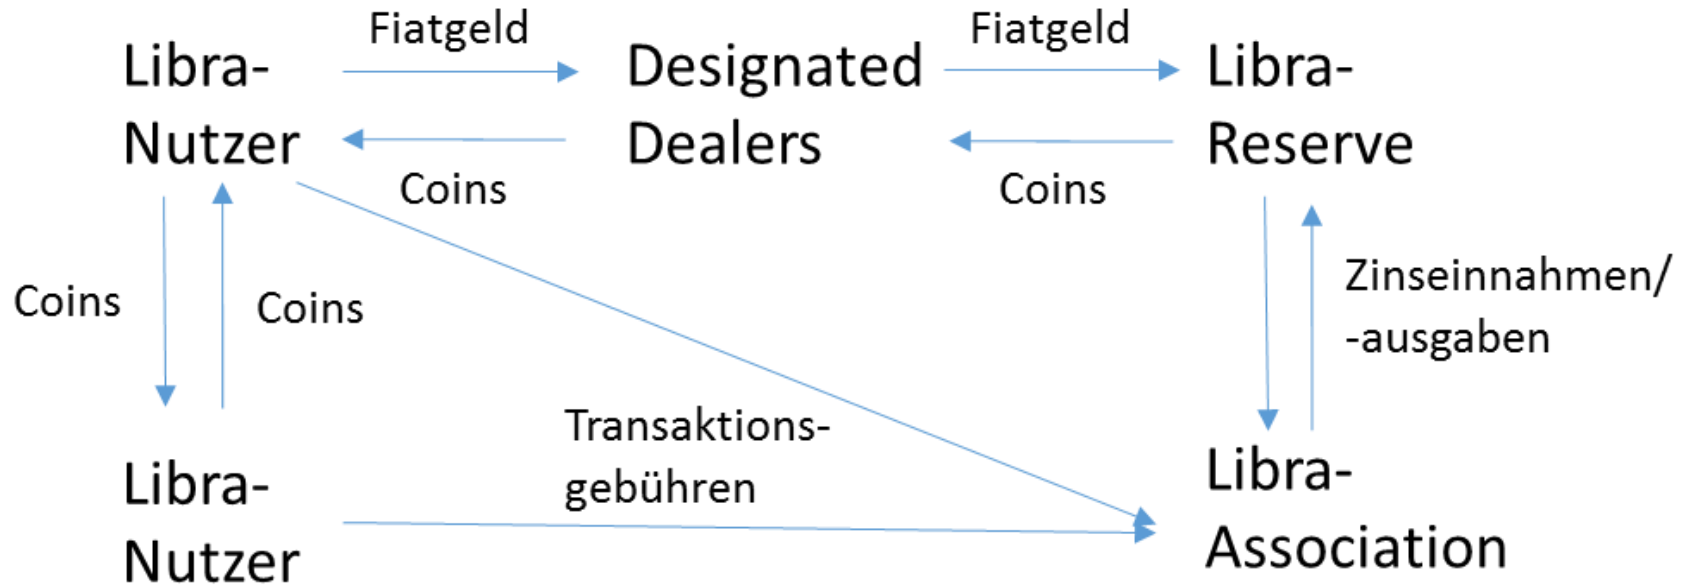 Fiatgeld
Fiatgeld
Libra-
Nutzer
Designated
Dealers
Libra-
Reserve
Coins
Coins
Coins
Coins
Zinseinnahmen/
-ausgaben
Transaktions-
gebühren
Libra-
Nutzer
Libra-
Association